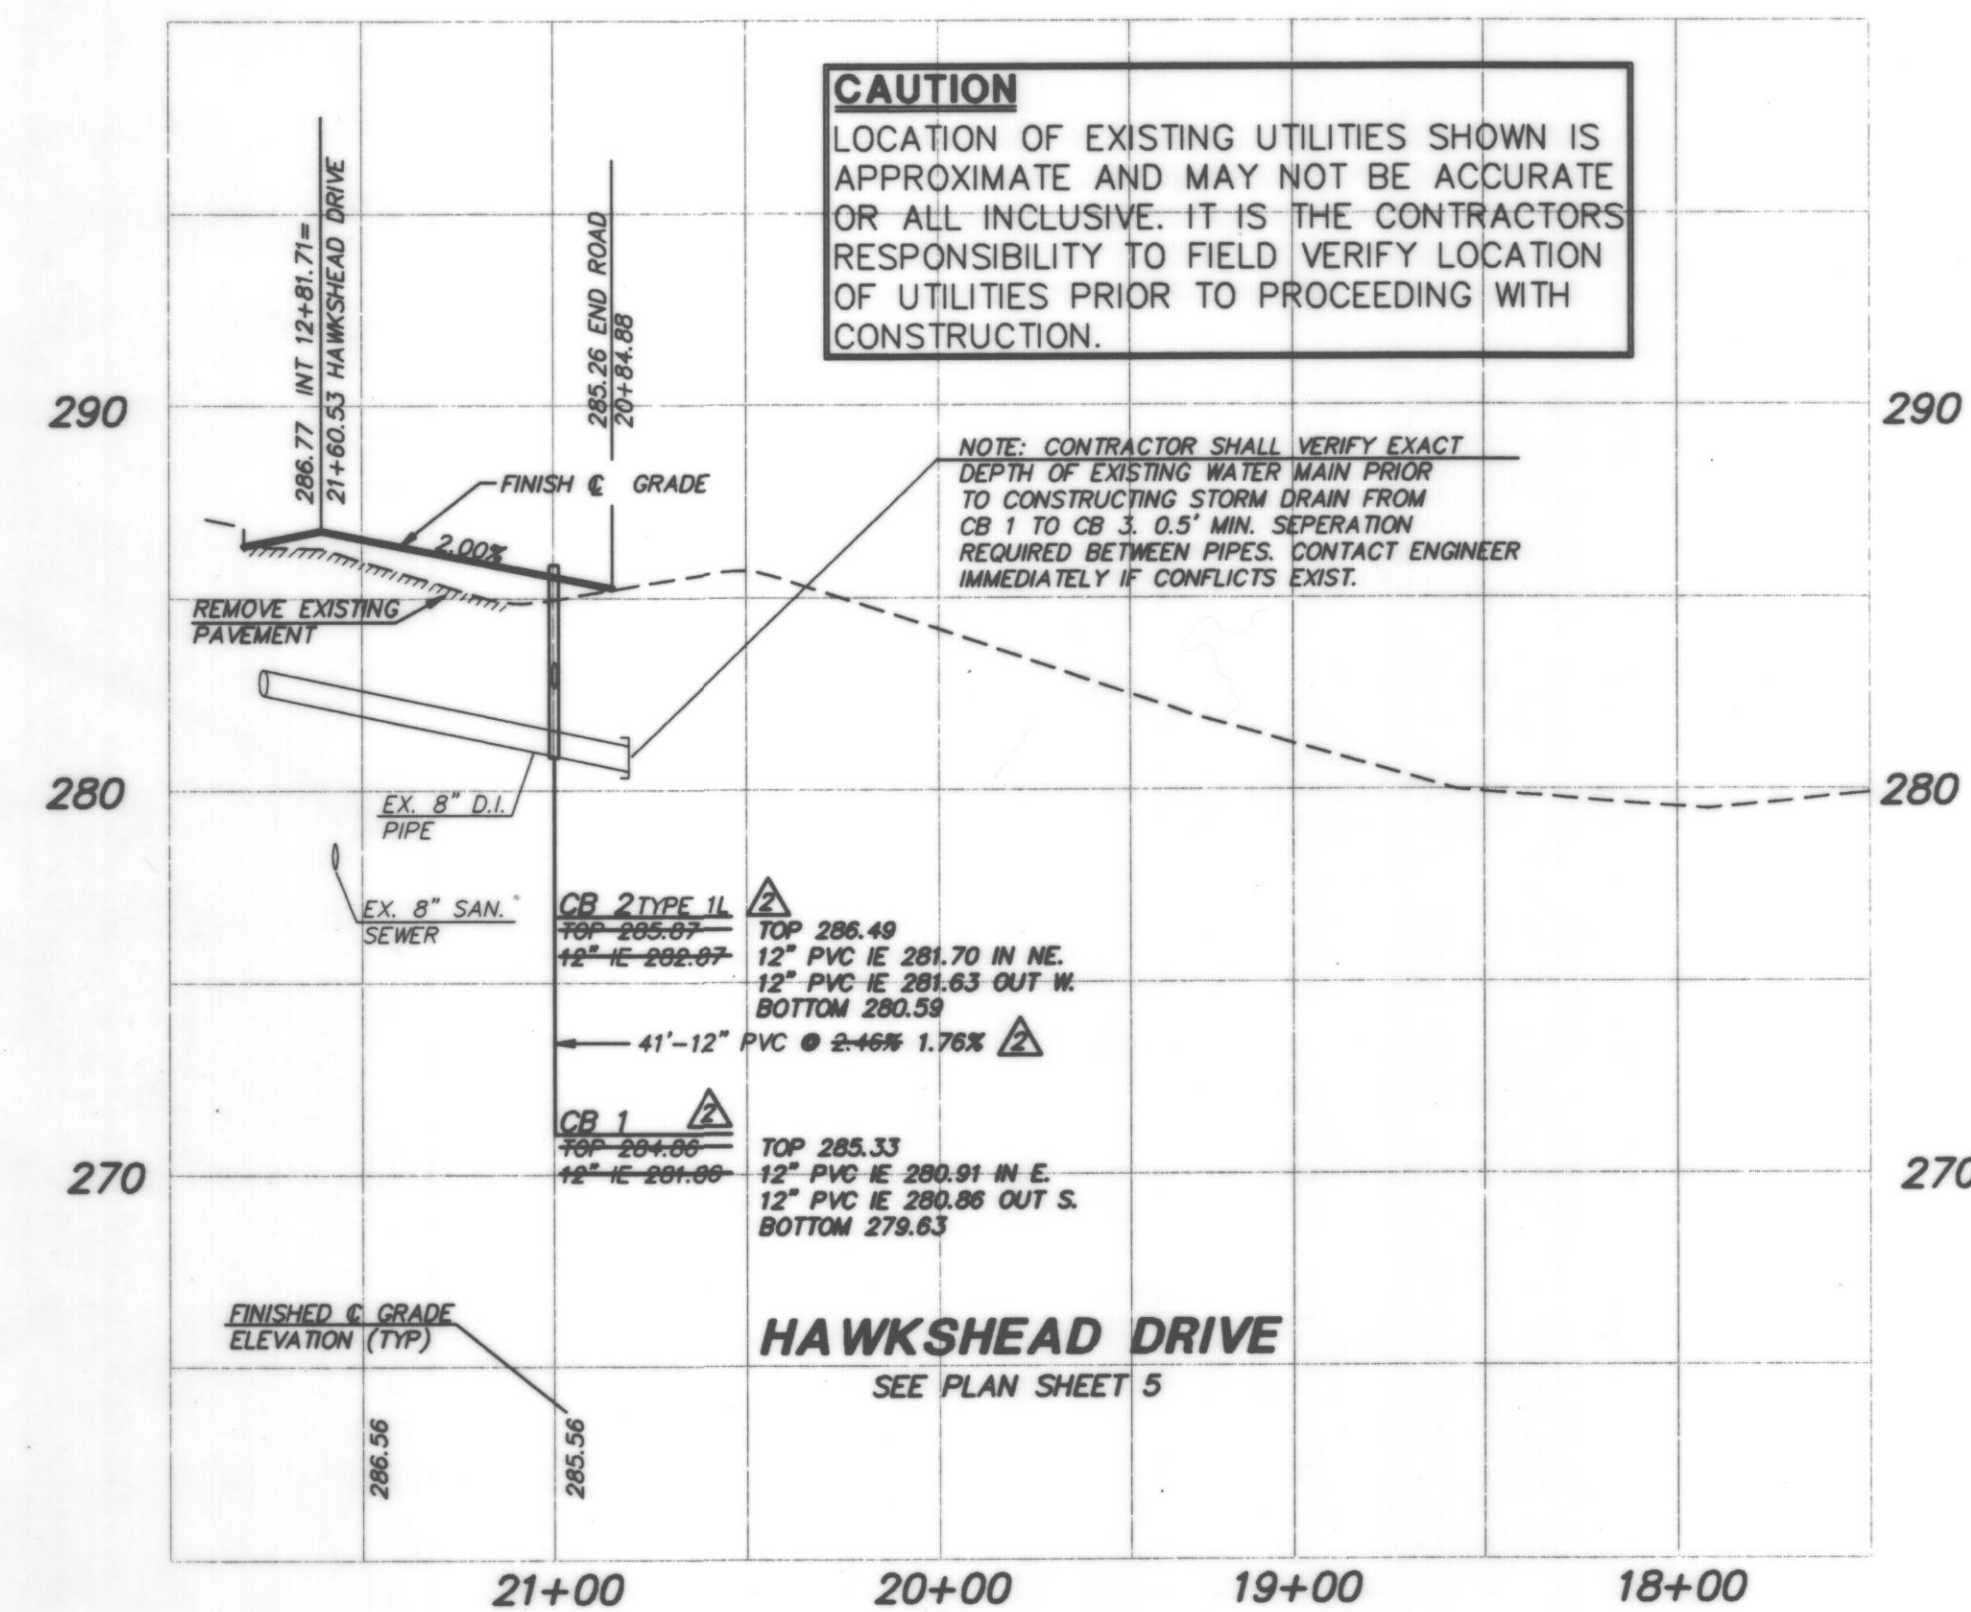 CAUTION
LOCATION OF EXISTING UTILITIES SHOWN IS
APPROXIMATE AND MAY NOT BE ACCURATE
OR ALL INCLUSIVE. IT IS THE CONTRACTORS
RESPONSIBILITY TO FIELD VERIFY LOCATION
OF UTILITIES PRIOR TO PROCEEDING WITH
CONSTRUCTION.
286.77 INT 12+81.71=
21+60.53 HAWKSHEAD DRIVE
285.26 END ROAD
20+84.88
290
290
NOTE: CONTRACTOR SHALL VERIFY EXACT
DEPTH OF EXISTING WATER MAIN PRIOR
TO CONSTRUCTING STORM DRAIN FROM
CB 1 TO CB 3. 0.5' MIN. SEPERATION
REQUIRED BETWEEN PIPES. CONTACT ENGINEER
IMMEDIATELY IF CONFLICTS EXIST.
FINISH ℄ GRADE
2.00%
REMOVE EXISTING
PAVEMENT
280
280
EX. 8" D.I.
PIPE
EX. 8" SAN.
SEWER
CB 2 TYPE 1L 2
TOP 285.87 TOP 286.49
12" IE 282.87 12" PVC IE 281.70 IN NE.
12" PVC IE 281.63 OUT W.
BOTTOM 280.59
41'-12" PVC @ 2.46% 1.76% 2
CB 1 2
TOP 284.86 TOP 285.33
12" IE 281.86 12" PVC IE 280.91 IN E.
12" PVC IE 280.86 OUT S.
BOTTOM 279.63
270
270
FINISHED ℄ GRADE
ELEVATION (TYP)
HAWKSHEAD DRIVE
SEE PLAN SHEET 5
286.56
285.56
21+00
20+00
19+00
18+00